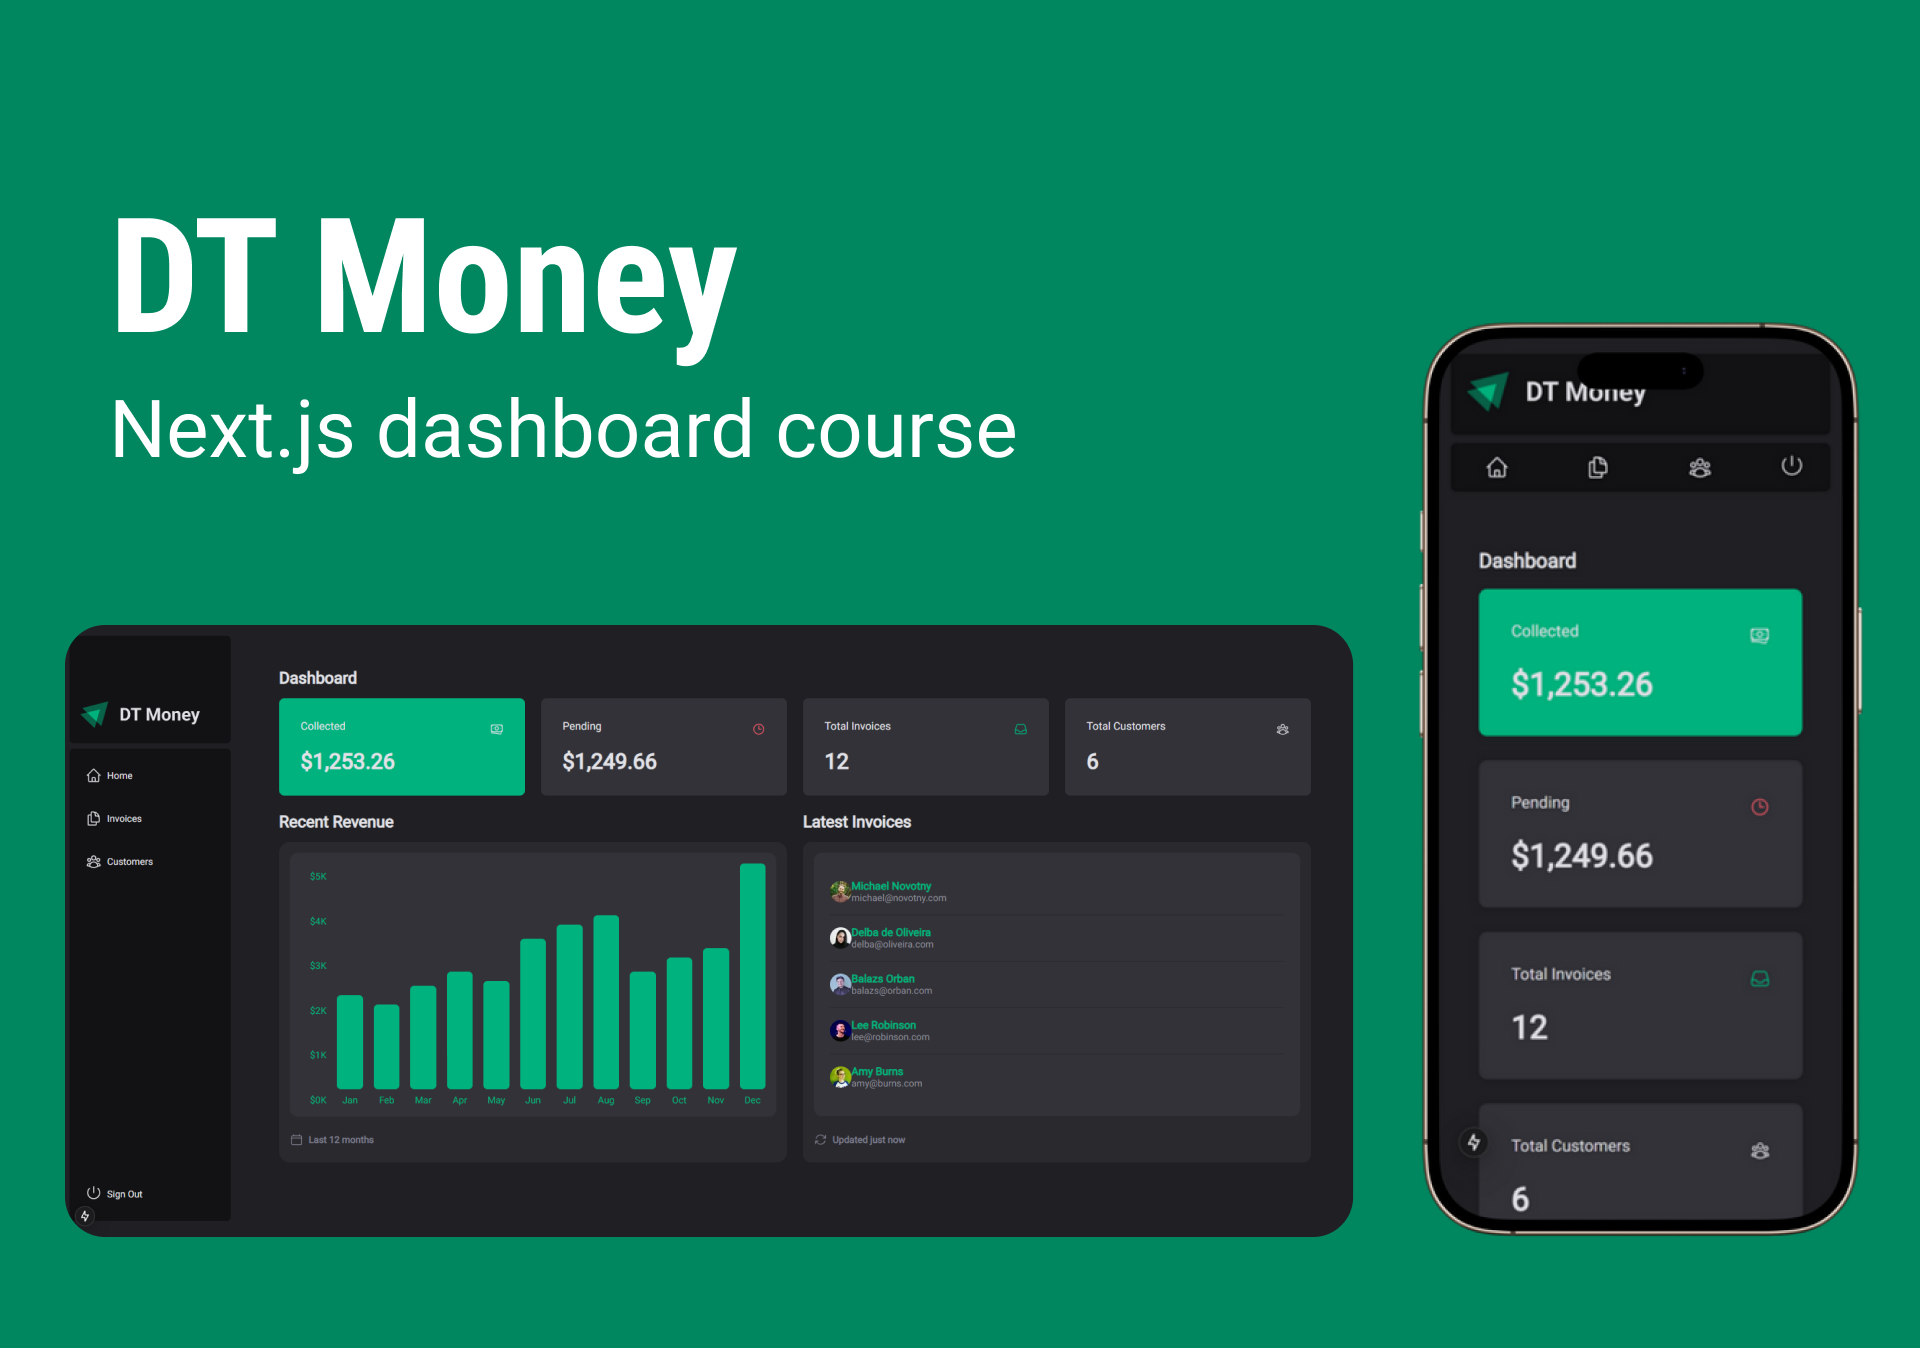 DT Money
Next.js dashboard course
DT Money
Home
Invoices
Customers
Sign Out
Dashboard
Collected
$1,253.26
Pending
$1,249.66
Total Invoices
12
Total Customers
6
Recent Revenue
$5K
$4K
$3K
$2K
$1K
$0K Jan Feb Mar Apr May Jun Jul Aug Sep Oct Nov Dec
Last 12 months
Latest Invoices
Michael Novotny
michael@novotny.com
Delba de Oliveira
delba@oliveira.com
Balazs Orban
balazs@orban.com
Lee Robinson
lee@robinson.com
Amy Burns
amy@burns.com
Updated just now
DT Money
Dashboard
Collected
$1,253.26
Pending
$1,249.66
Total Invoices
12
Total Customers
6